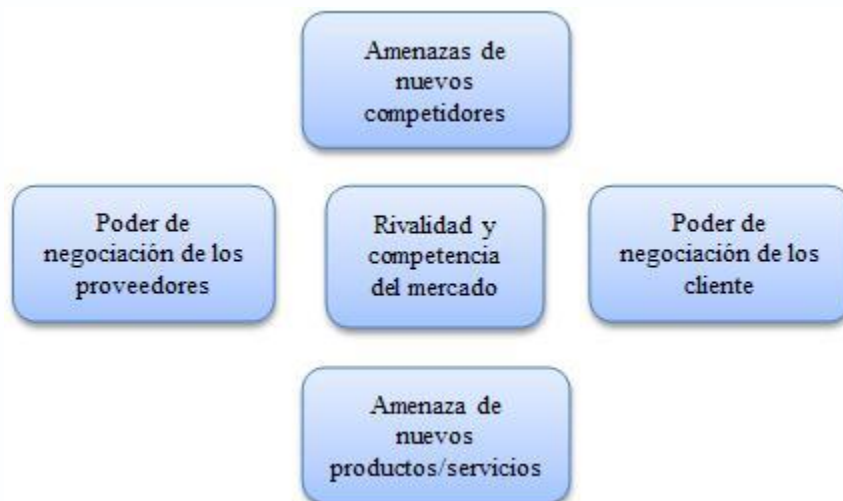 Amenazas de
nuevos
competidores
Poder de
negociación de los
proveedores
Rivalidad y
competencia
del mercado
Poder de
negociación de los
cliente
Amenaza de
nuevos
productos/servicios